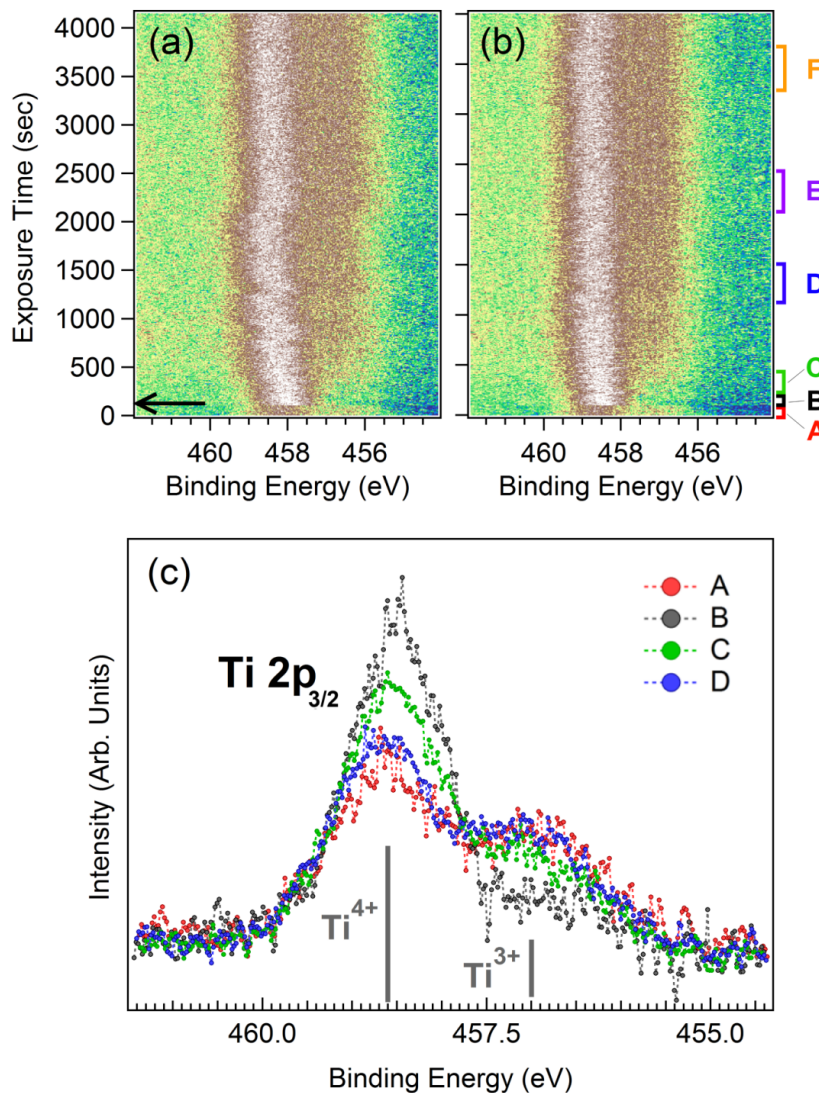 (a)
(b)
Exposure Time (sec)
4000
3500
3000
2500
2000
1500
1000
500
0
F
E
D
C
B
A
460 458 456
460 458 456
Binding Energy (eV)
Binding Energy (eV)
(c)
A
B
C
D
Ti 2p3/2
Intensity (Arb. Units)
Ti4+
Ti3+
460.0 457.5 455.0
Binding Energy (eV)